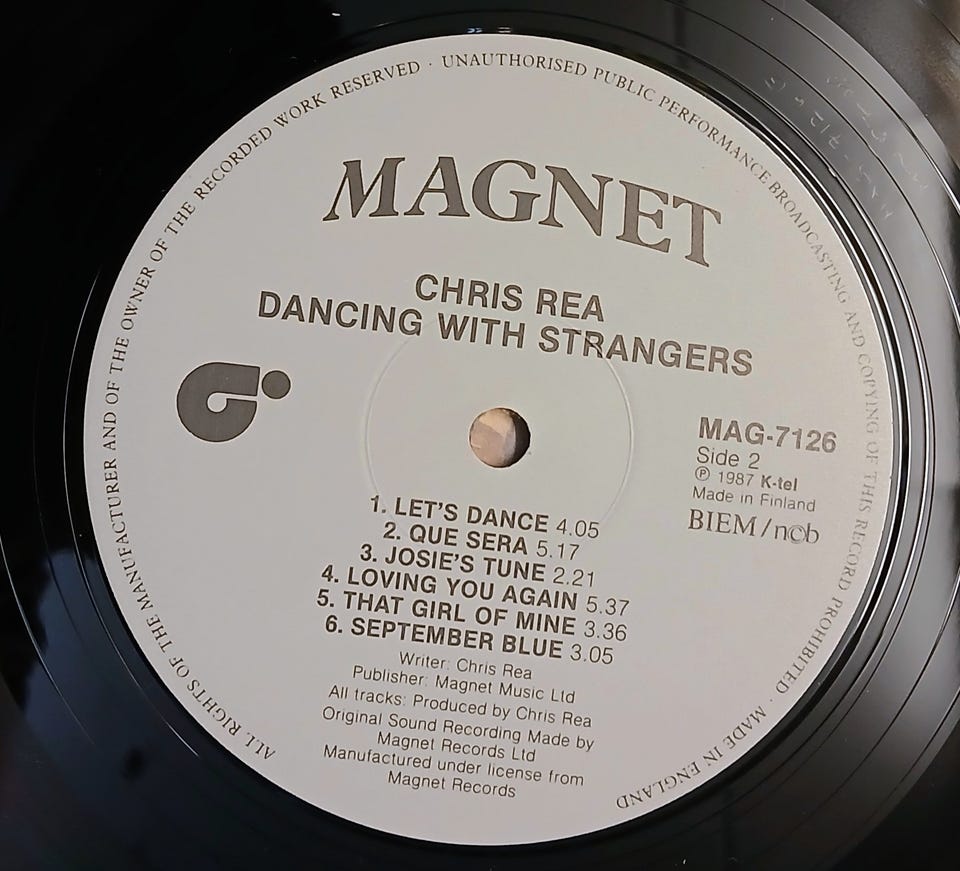 ALL RIGHTS OF THE MANUFACTURER AND OF THE OWNER OF THE RECORDED WORK RESERVED · UNAUTHORISED PUBLIC PERFORMANCE BROADCASTING AND COPYING OF THIS RECORD PROHIBITED · MADE IN ENGLAND
MAGNET
CHRIS REA
DANCING WITH STRANGERS
MAG-7126
Side 2
℗ 1987 K-tel
Made in Finland
BIEM/n©b
1. LET'S DANCE 4.05
2. QUE SERA 5.17
3. JOSIE'S TUNE 2.21
4. LOVING YOU AGAIN 5.37
5. THAT GIRL OF MINE 3.36
6. SEPTEMBER BLUE 3.05
Writer: Chris Rea
Publisher: Magnet Music Ltd
All tracks: Produced by Chris Rea
Original Sound Recording Made by
Magnet Records Ltd
Manufactured under license from
Magnet Records